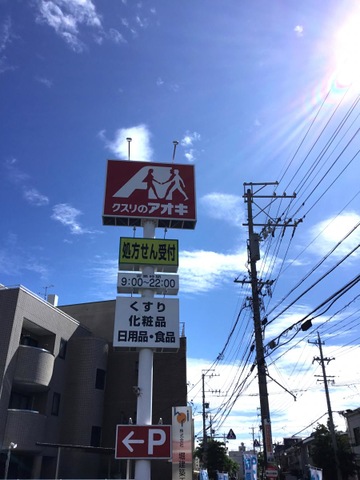 クスリのアオキ
処方せん受付
9:00~22:00
くすり
化粧品
日用品・食品
←P